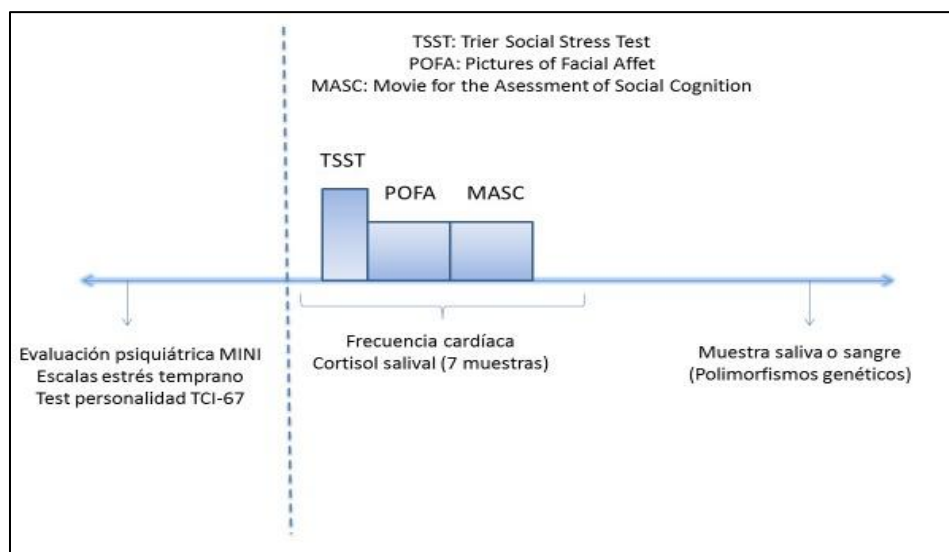 TSST: Trier Social Stress Test
POFA: Pictures of Facial Affet
MASC: Movie for the Asessment of Social Cognition
TSST
POFA
MASC
Evaluación psiquiátrica MINI
Escalas estrés temprano
Test personalidad TCI-67
Frecuencia cardíaca
Cortisol salival (7 muestras)
Muestra saliva o sangre
(Polimorfismos genéticos)